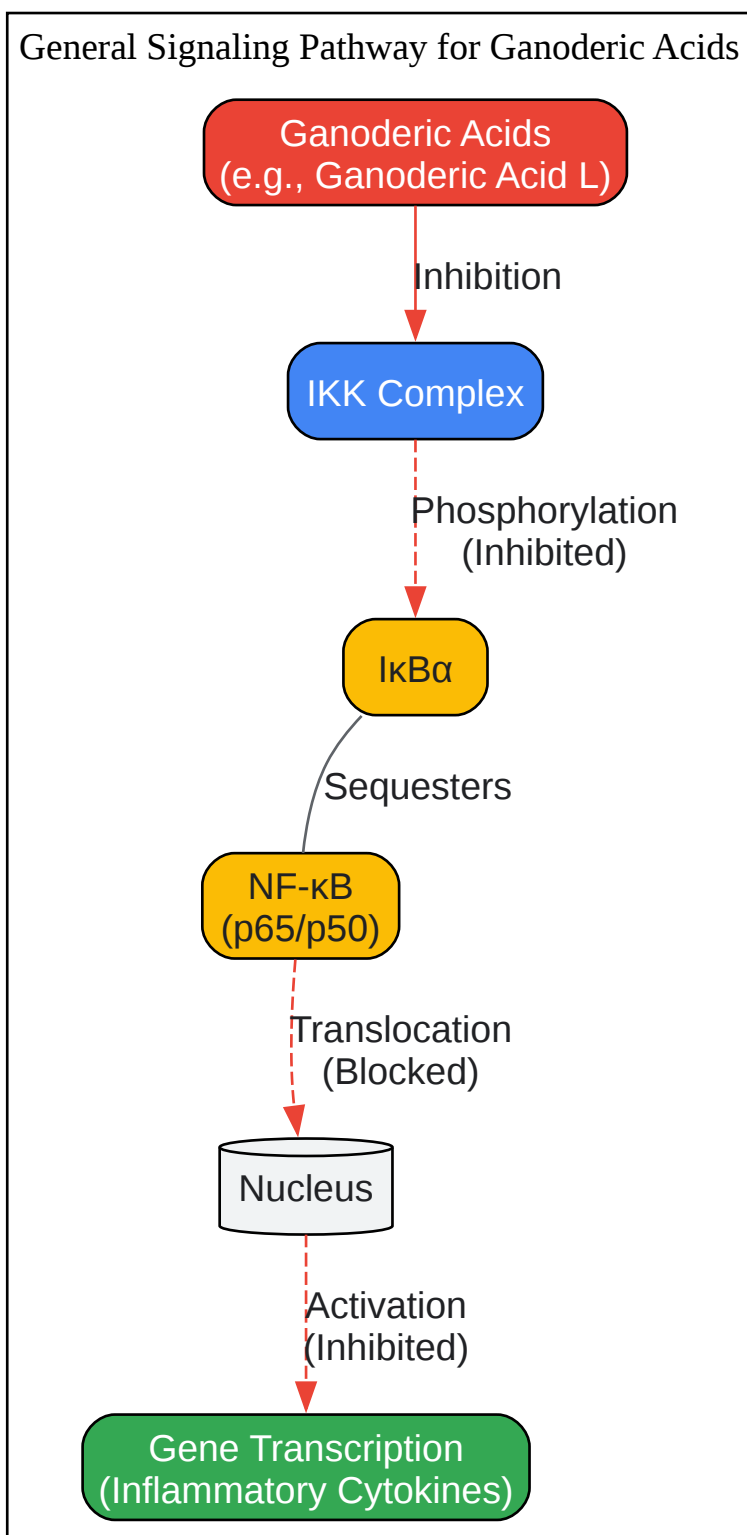 General Signaling Pathway for Ganoderic Acids
Ganoderic Acids
(e.g., Ganoderic Acid L)
Inhibition
IKK Complex
Phosphorylation
(Inhibited)
IκBα
Sequesters
NF-κB
(p65/p50)
Translocation
(Blocked)
Nucleus
Activation
(Inhibited)
Gene Transcription
(Inflammatory Cytokines)